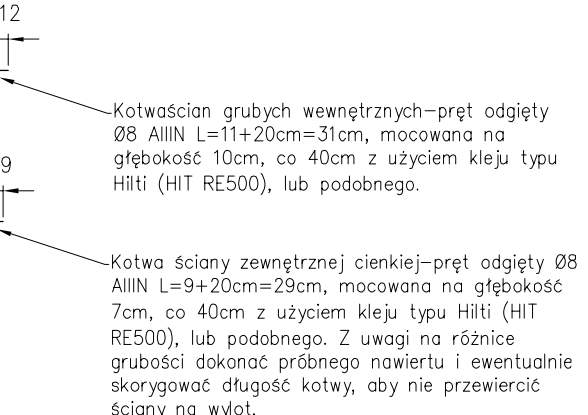 12
Kotwaścian grubych wewnętrznych–pręt odgięty
Ø8 AIIIN L=11+20cm=31cm, mocowana na
głębokość 10cm, co 40cm z użyciem kleju typu
Hilti (HIT RE500), lub podobnego.
9
Kotwa ściany zewnętrznej cienkiej–pręt odgięty Ø8
AIIIN L=9+20cm=29cm, mocowana na głębokość
7cm, co 40cm z użyciem kleju typu Hilti (HIT
RE500), lub podobnego. Z uwagi na różnice
grubości dokonać próbnego nawiertu i ewentualnie
skorygować długość kotwy, aby nie przewiercić
ściany na wylot.